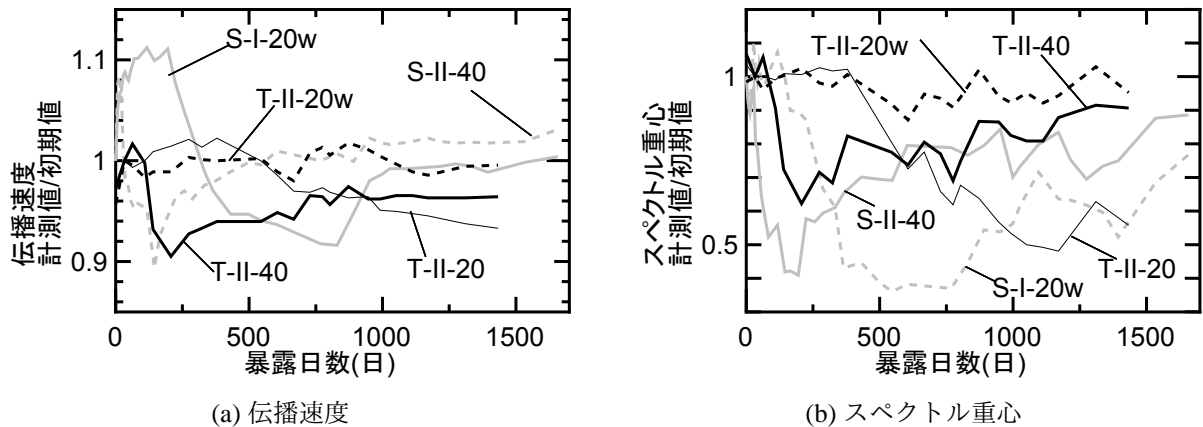 伝播速度
計測値/初期値
1.1
1
0.9
S-I-20w
S-II-40
T-II-20w
T-II-40
T-II-20
0
500
1000
1500
暴露日数(日)
(a) 伝播速度
スペクトル重心
計測値/初期値
1
0.5
T-II-20w
T-II-40
S-II-40
T-II-20
S-I-20w
0
500
1000
1500
暴露日数(日)
(b) スペクトル重心